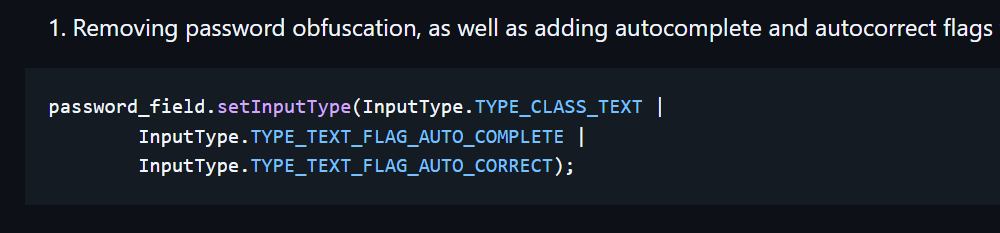 1. Removing password obfuscation, as well as adding autocomplete and autocorrect flags
password_field.setInputType(InputType.TYPE_CLASS_TEXT |
InputType.TYPE_TEXT_FLAG_AUTO_COMPLETE |
InputType.TYPE_TEXT_FLAG_AUTO_CORRECT);